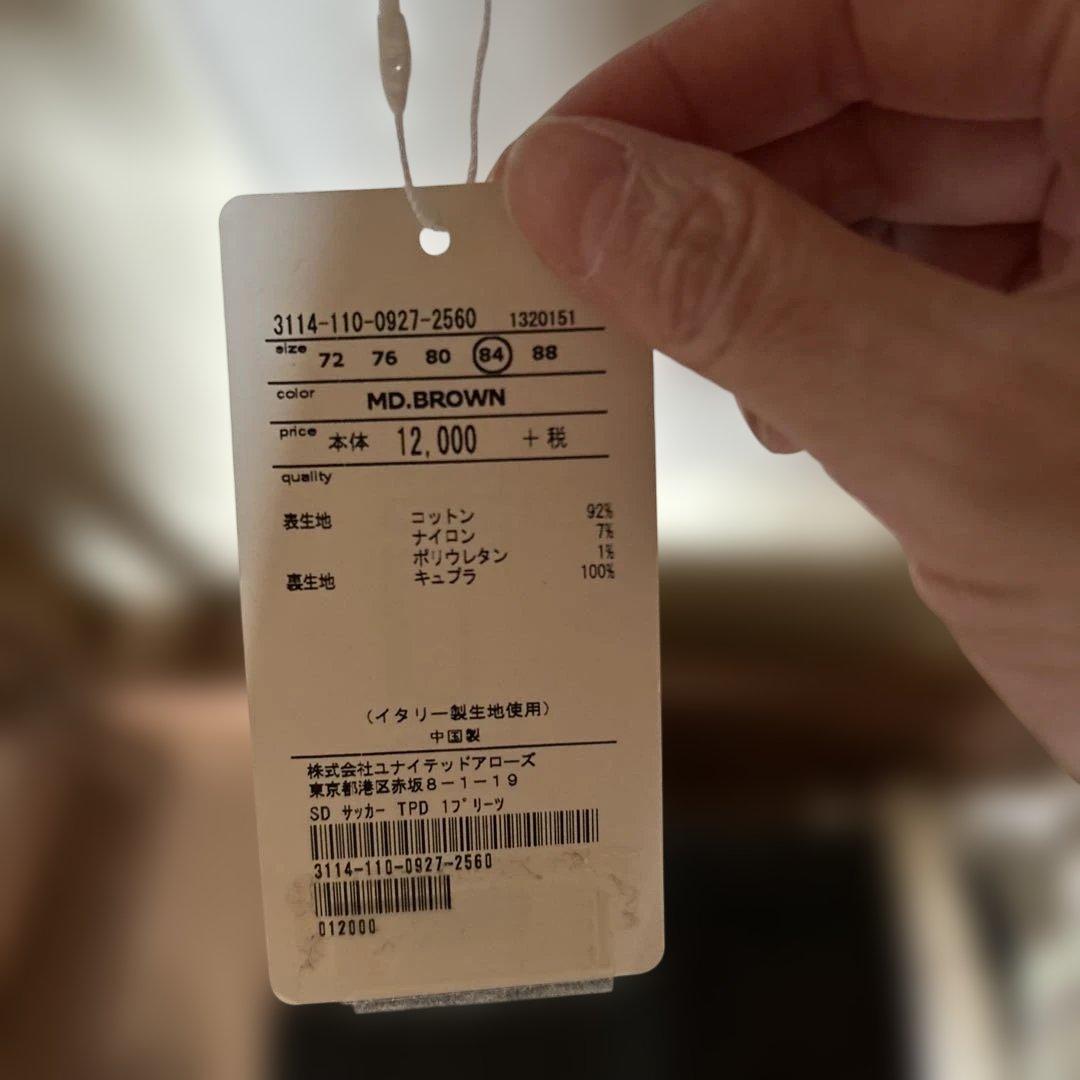 3114-110-0927-2560 1320151
size 72 76 80 84 88
color MD.BROWN
price 本体 12,000 +税
quality
表生地 コットン 92%
ナイロン 7%
ポリウレタン 1%
裏生地 キュプラ 100%
(イタリー製生地使用)
中国製
株式会社ユナイテッドアローズ
東京都港区赤坂8-1-19
SD サッカー TPD 1プリーツ
3114-110-0927-2560
012000